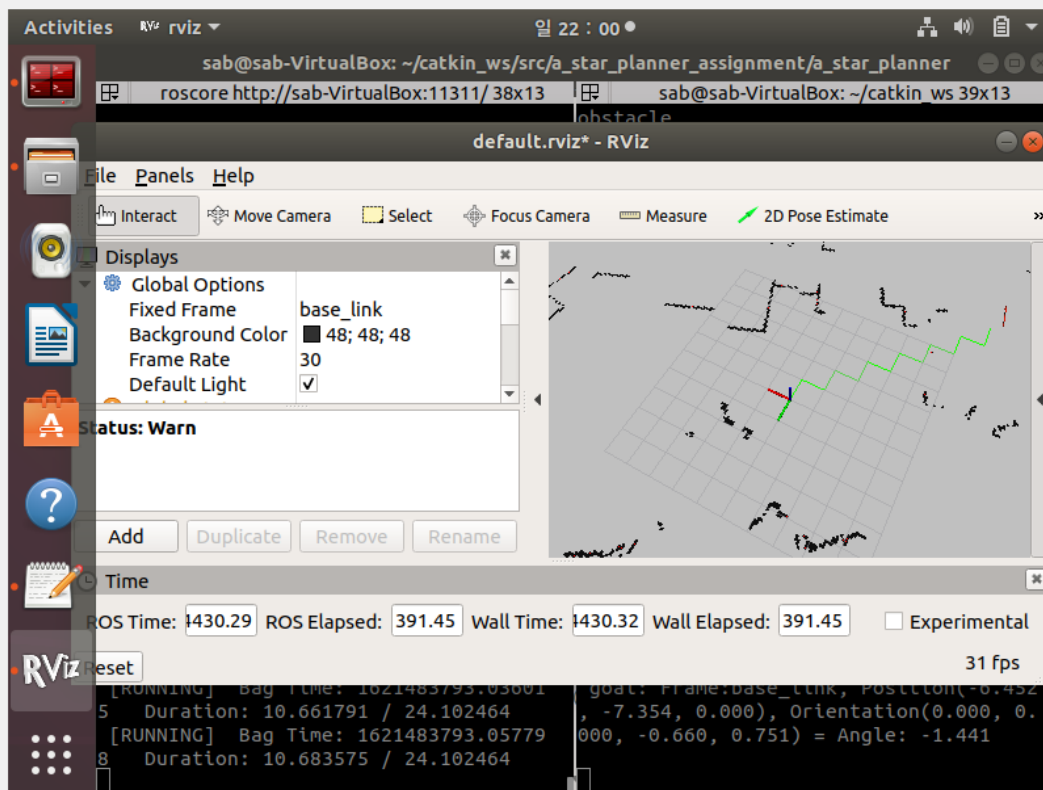 Activities rviz 일 22 : 00
sab@sab-VirtualBox: ~/catkin_ws/src/a_star_planner_assignment/a_star_planner
roscore http://sab-VirtualBox:11311/ 38x13
sab@sab-VirtualBox: ~/catkin_ws 39x13
obstacle
default.rviz* - RViz
File Panels Help
Interact Move Camera Select Focus Camera Measure 2D Pose Estimate »
Displays
Global Options
Fixed Frame base_link
Background Color 48; 48; 48
Frame Rate 30
Default Light ✓
Status: Warn
Add Duplicate Remove Rename
Time
ROS Time: 4430.29 ROS Elapsed: 391.45 Wall Time: 4430.32 Wall Elapsed: 391.45 Experimental
RViz
Reset 31 fps
[RUNNING] Bag Time: 1621483793.03601
5 Duration: 10.661791 / 24.102464
[RUNNING] Bag Time: 1621483793.05779
8 Duration: 10.683575 / 24.102464
goal: Frame:base_link, Position(-6.452
, -7.354, 0.000), Orientation(0.000, 0.
000, -0.660, 0.751) = Angle: -1.441